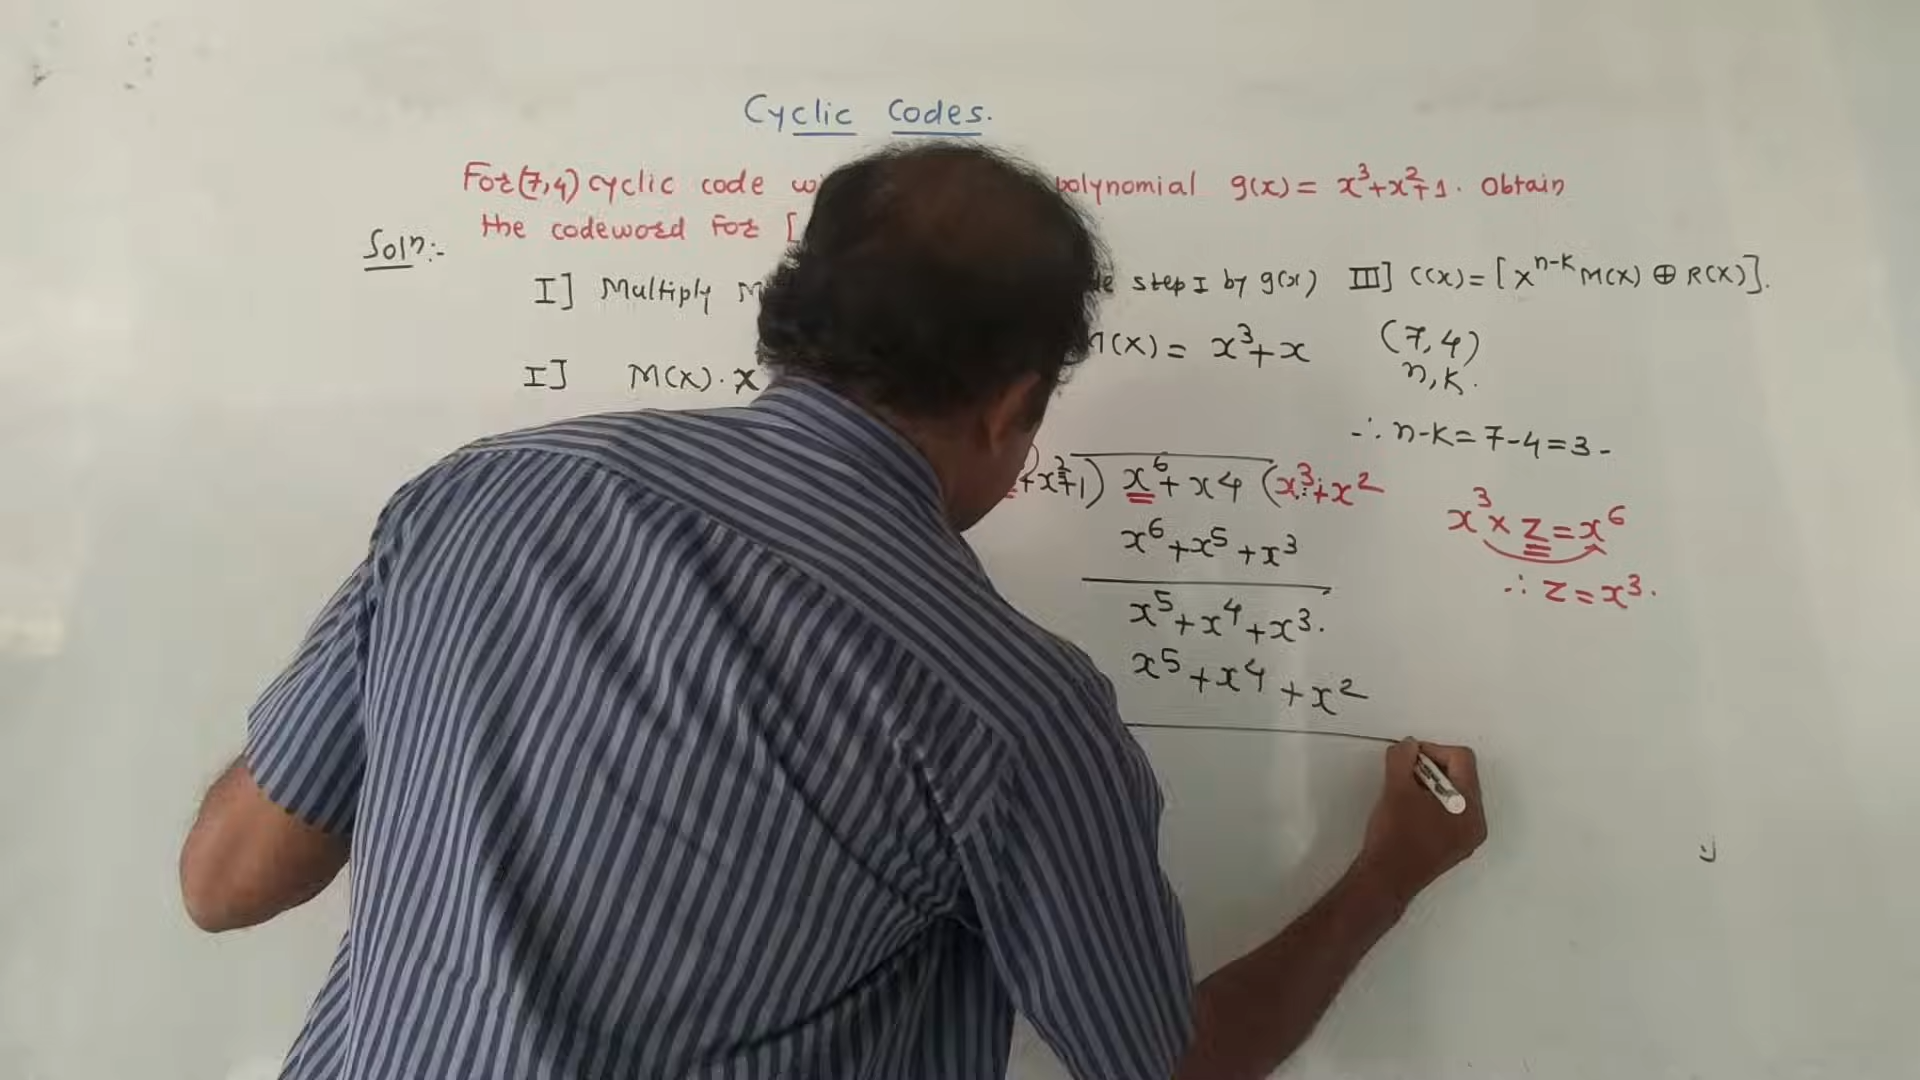 Cyclic Codes.
For (7,4) cyclic code polynomial g(x) = x³+x²+1. Obtain
the codeword for [
Soln:-
I] Multiply step I by g(x) III] C(x) = [x^n-k M(x) ⊕ R(x)].
M(x) = x³+x (7,4)
n,k.
I] M(x). x
∴ n-k = 7-4 = 3.
+x²+1) x⁶+x4 (x³+x²
x³ × z = x⁶
x⁶+x⁵+x³
∴ z = x³.
x⁵+x⁴+x³.
x⁵+x⁴+x²